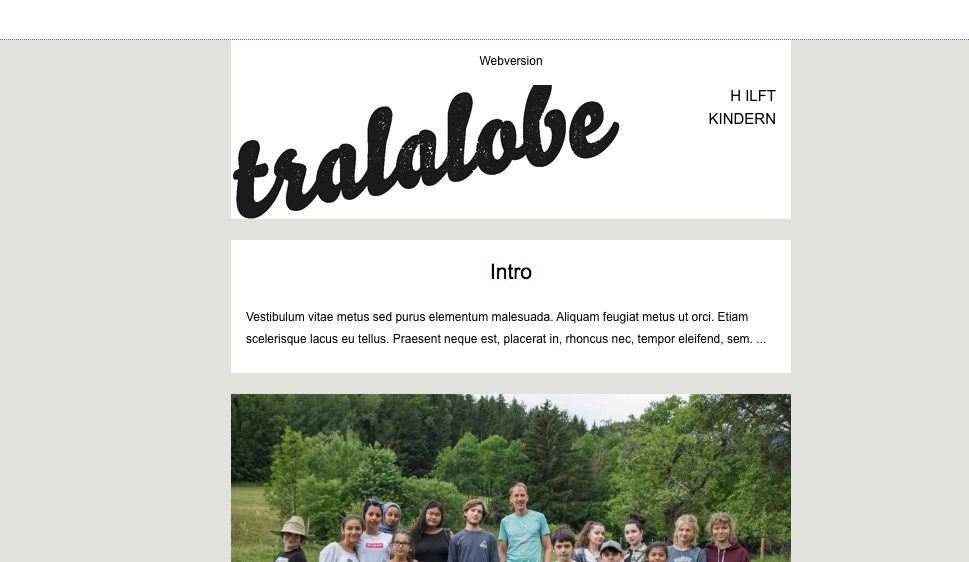 Webversion
tralalobe
H ILFT
KINDERN
Intro
Vestibulum vitae metus sed purus elementum malesuada. Aliquam feugiat metus ut orci. Etiam
scelerisque lacus eu tellus. Praesent neque est, placerat in, rhoncus nec, tempor eleifend, sem. ...